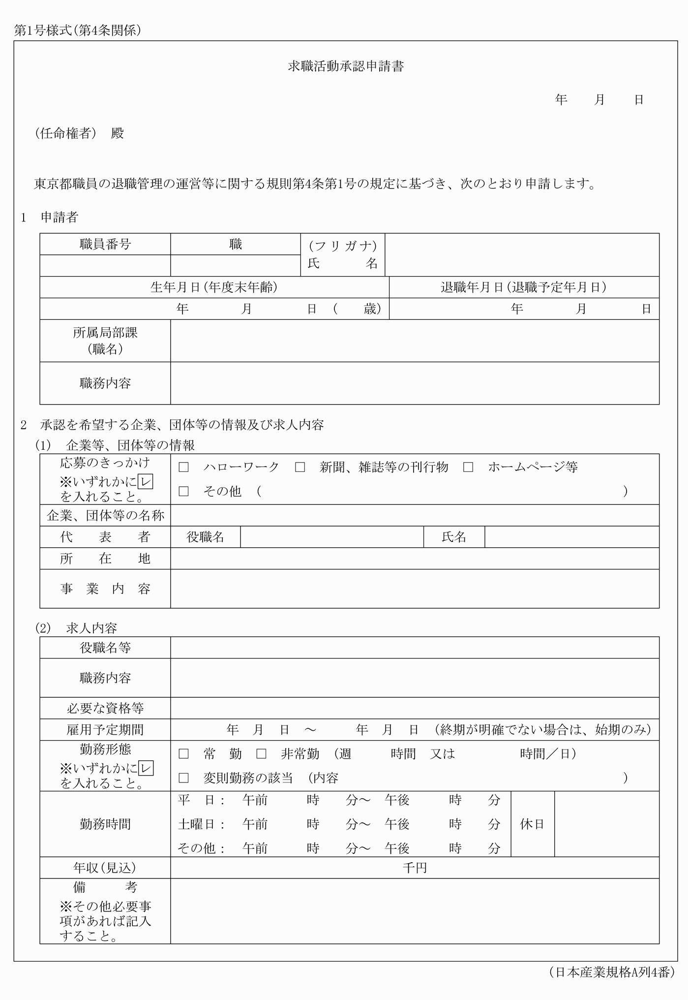 第1号様式(第4条関係)
求職活動承認申請書
年　　月　　日
(任命権者)　殿
東京都職員の退職管理の運営等に関する規則第4条第1号の規定に基づき、次のとおり申請します。
1　申請者
職員番号　職　(フリガナ)
氏　　　名
生年月日(年度末年齢)　退職年月日(退職予定年月日)
年　　　　月　　　　日　(　　歳)　年　　　　月　　　　日
所属局部課
(職名)
職務内容
2　承認を希望する企業、団体等の情報及び求人内容
(1)　企業等、団体等の情報
応募のきっかけ
※いずれかにレ
を入れること。
□　ハローワーク　□　新聞、雑誌等の刊行物　□　ホームページ等
□　その他　(　　　　)
企業、団体等の名称
代　　表　　者　役職名　氏名
所　　在　　地
事　業　内　容
(2)　求人内容
役職名等
職務内容
必要な資格等
雇用予定期間　年　月　日　～　　　年　月　日　(終期が明確でない場合は、始期のみ)
勤務形態
※いずれかにレ
を入れること。
□　常　勤　□　非常勤　(週　　　時間　又は　　　　　時間／日)
□　変則勤務の該当　(内容　　　　)
平　日：　午前　　　時　　分～　午後　　　時　　分
勤務時間　土曜日：　午前　　　時　　分～　午後　　　時　　分　休日
その他：　午前　　　時　　分～　午後　　　時　　分
年収(見込)　千円
備　　　考
※その他必要事
項があれば記入
すること。
(日本産業規格A列4番)